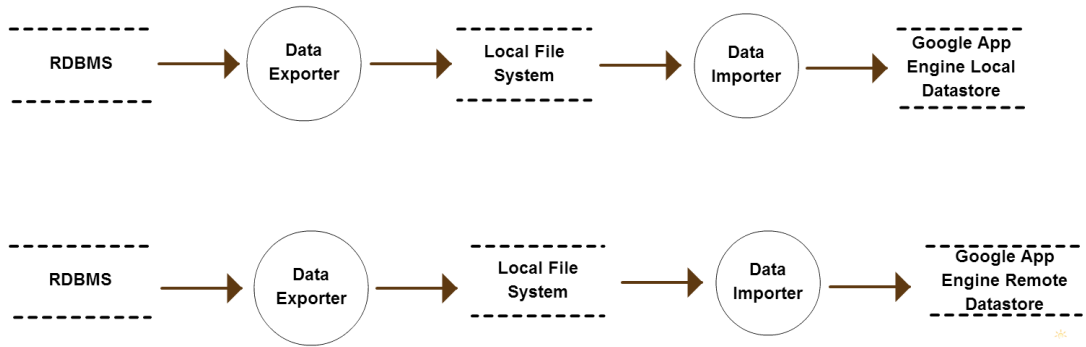 RDBMS
Data
Exporter
Local File
System
Data
Importer
Google App
Engine Local
Datastore
RDBMS
Data
Exporter
Local File
System
Data
Importer
Google App
Engine Remote
Datastore